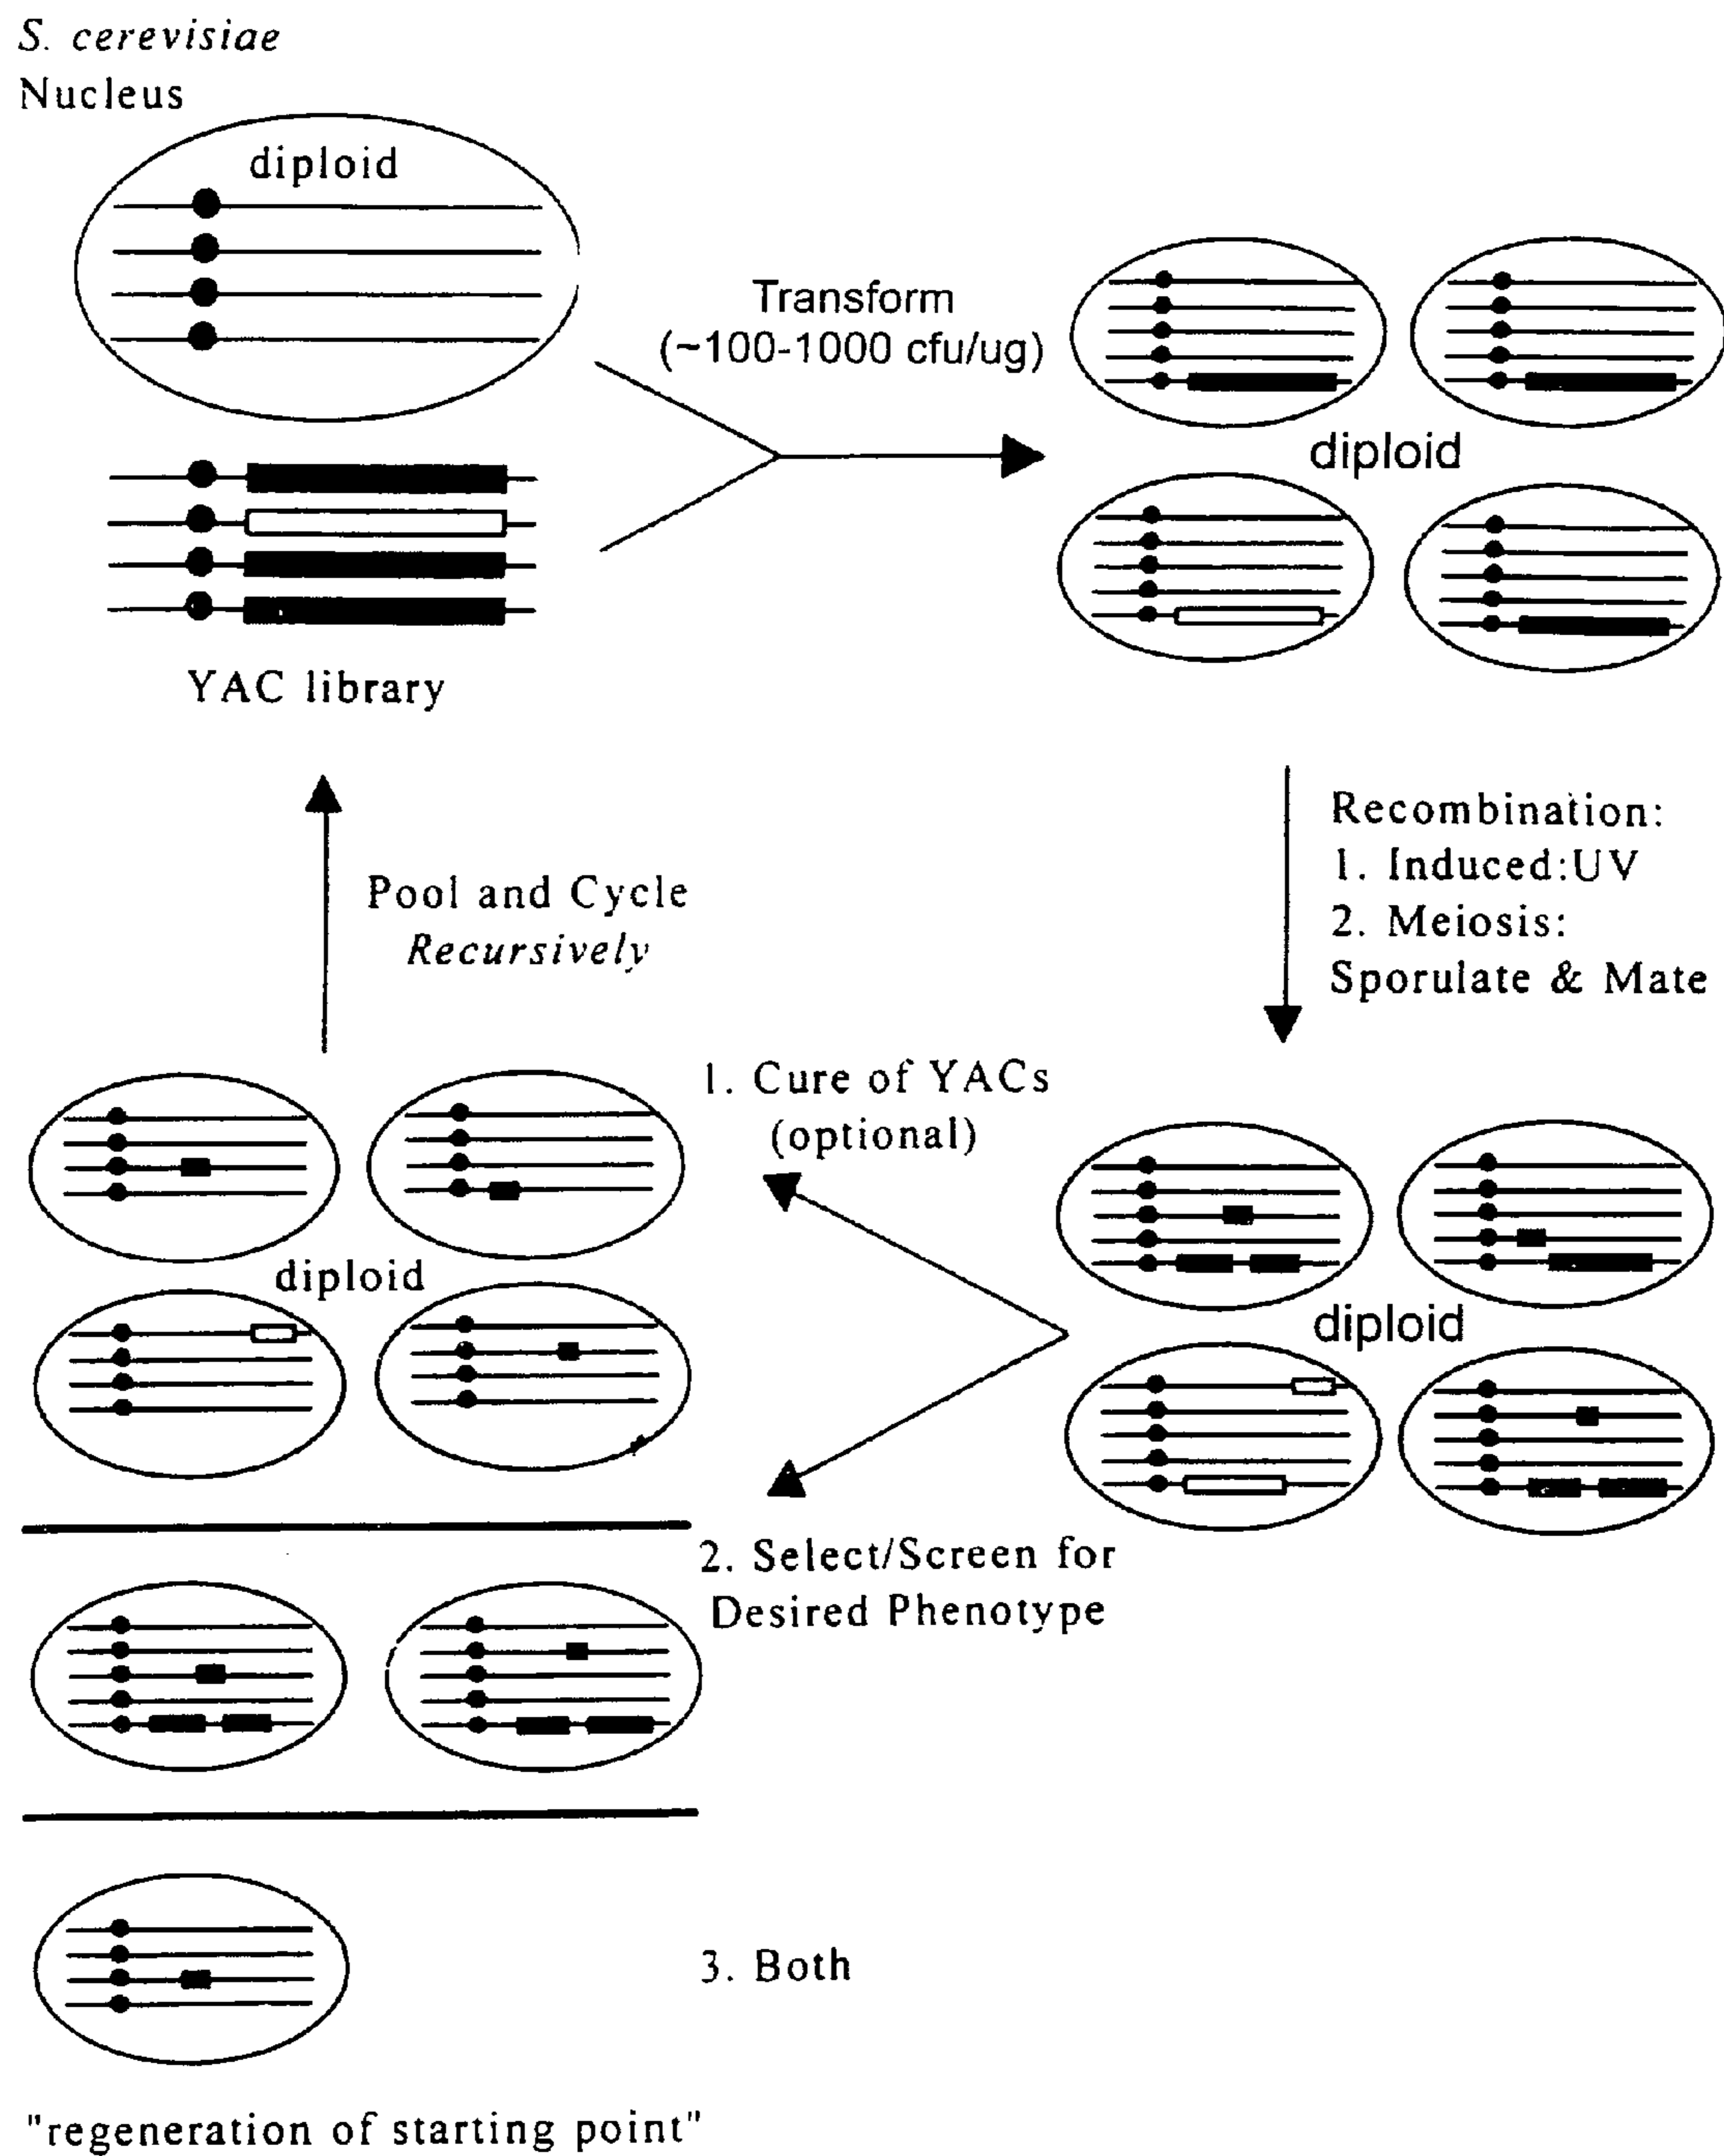 S. cerevisiae
Nucleus
diploid
YAC library
Transform
(~100-1000 cfu/ug)
diploid
Recombination:
1. Induced:UV
2. Meiosis:
Sporulate & Mate
Pool and Cycle
Recursively
1. Cure of YACs
(optional)
diploid
diploid
2. Select/Screen for
Desired Phenotype
3. Both
"regeneration of starting point"